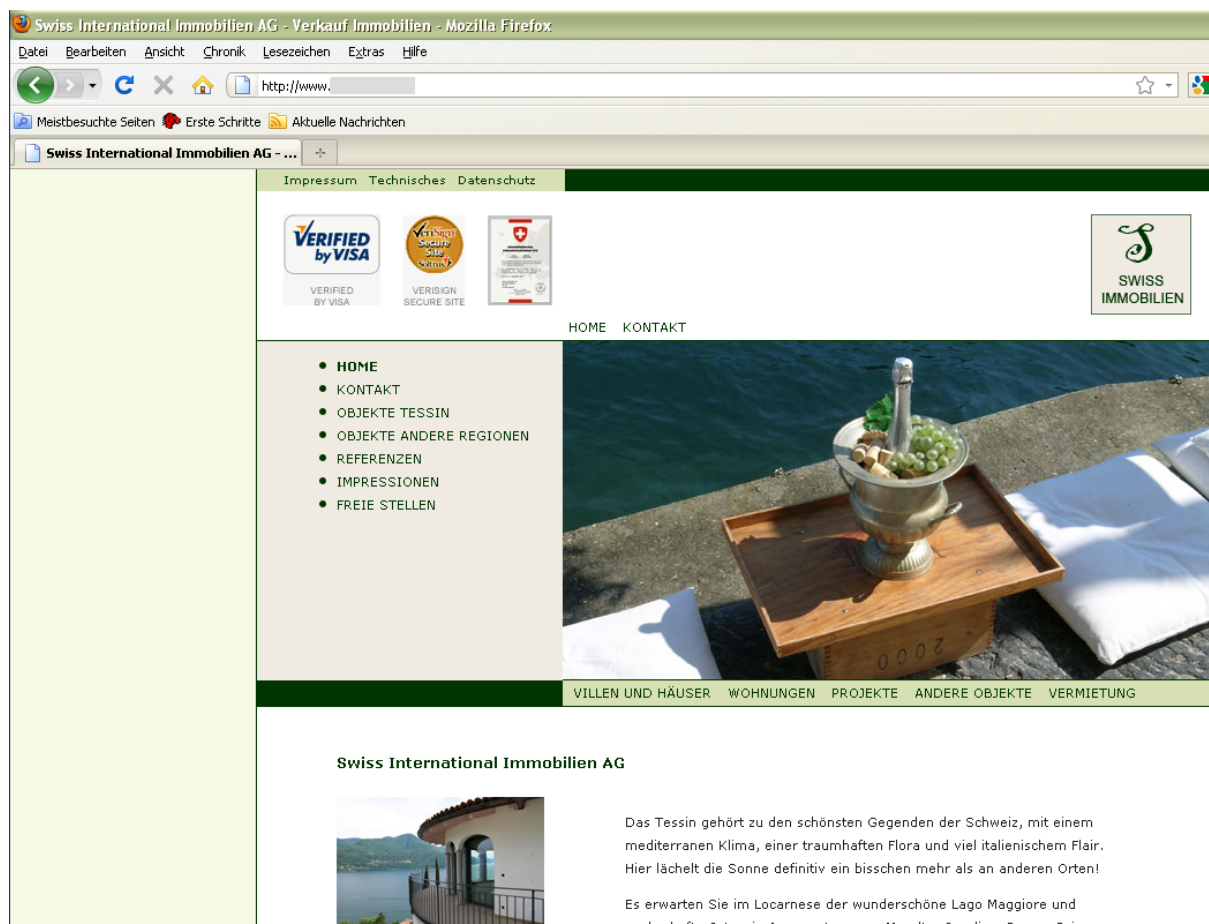 Swiss International Immobilien AG - Verkauf Immobilien - Mozilla Firefox
Datei Bearbeiten Ansicht Chronik Lesezeichen Extras Hilfe
http://www.
Meistbesuchte Seiten Erste Schritte Aktuelle Nachrichten
Swiss International Immobilien AG - ...
Impressum Technisches Datenschutz
VERIFIED by VISA
VERIFIED BY VISA
VeriSign Secure Site
VERISIGN SECURE SITE
S
SWISS
IMMOBILIEN
HOME KONTAKT
HOME
KONTAKT
OBJEKTE TESSIN
OBJEKTE ANDERE REGIONEN
REFERENZEN
IMPRESSIONEN
FREIE STELLEN
2000
VILLEN UND HÄUSER WOHNUNGEN PROJEKTE ANDERE OBJEKTE VERMIETUNG
Swiss International Immobilien AG
Das Tessin gehört zu den schönsten Gegenden der Schweiz, mit einem
mediterranen Klima, einer traumhaften Flora und viel italienischem Flair.
Hier lächelt die Sonne definitiv ein bisschen mehr als an anderen Orten!
Es erwarten Sie im Locarnese der wunderschöne Lago Maggiore und